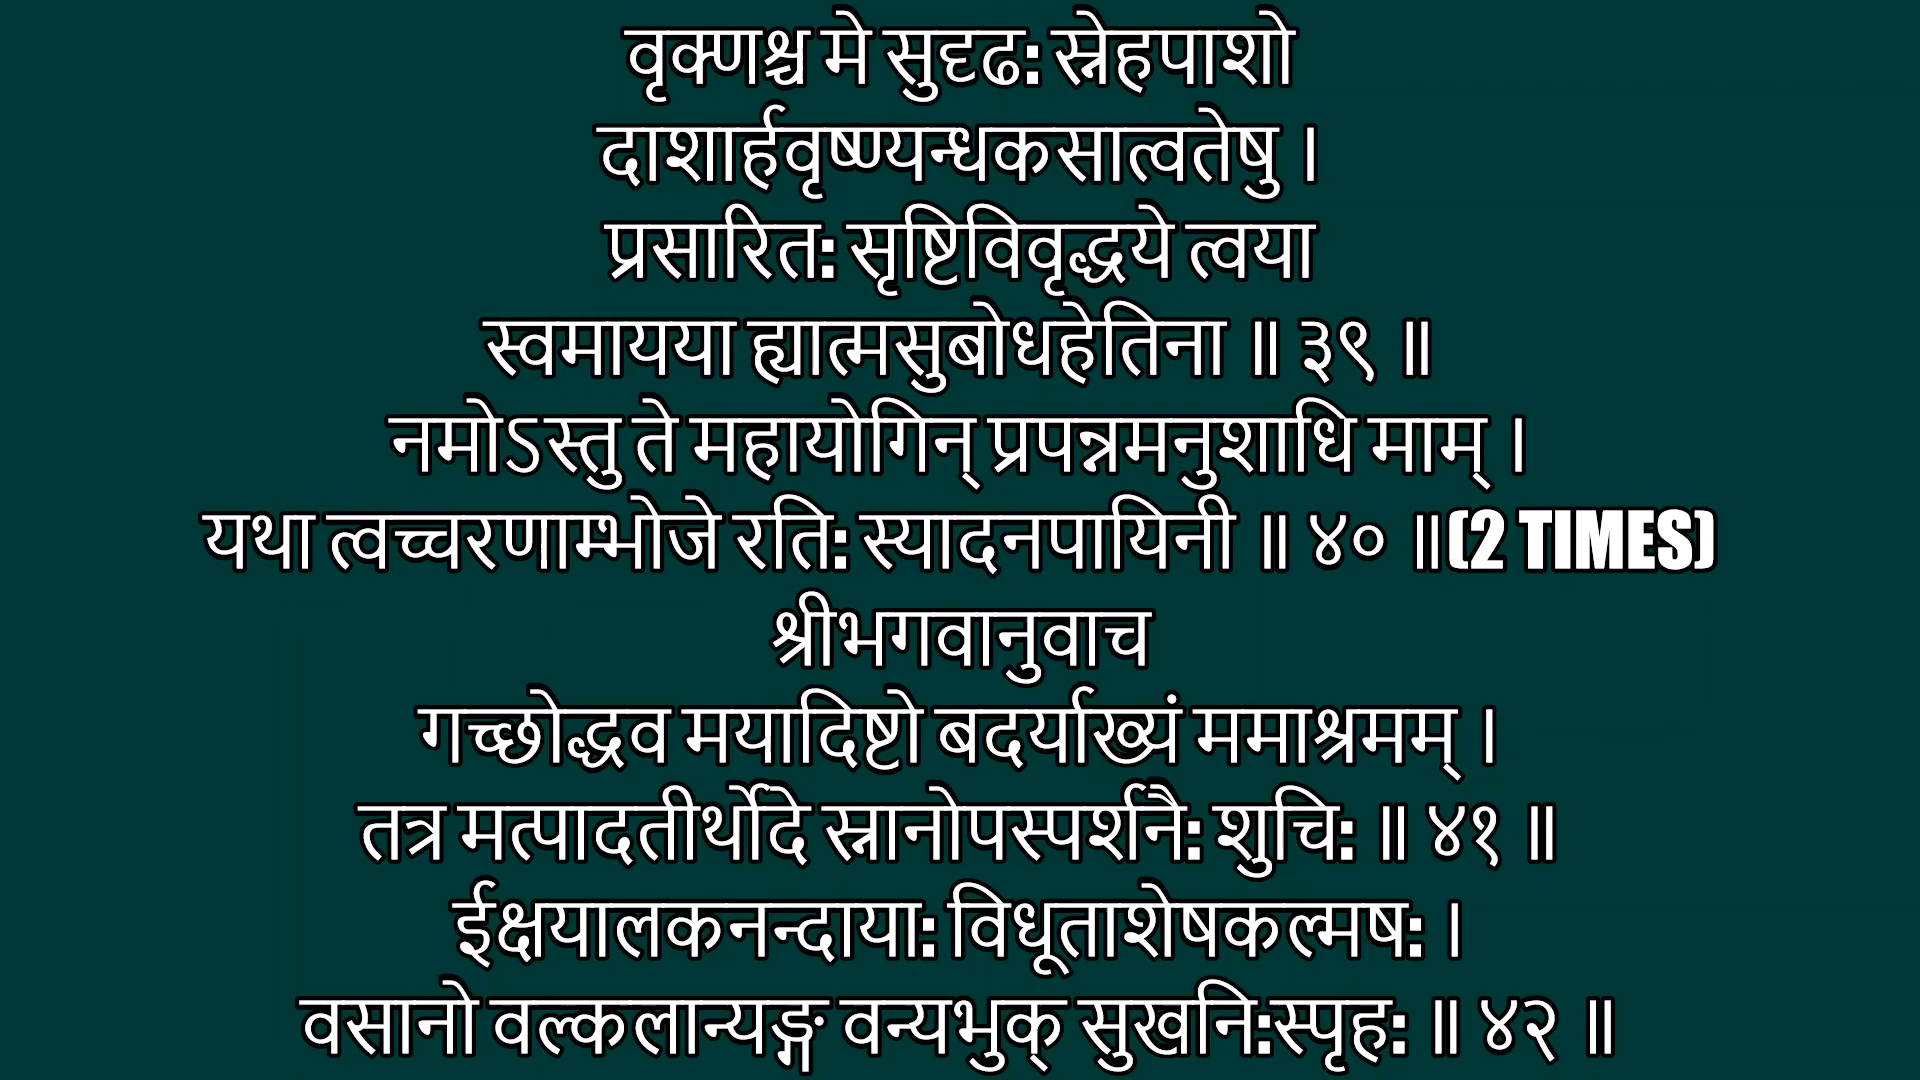 वृक्णश्च मे सुदृढ: स्नेहपाशो
दाशार्हवृष्ण्यन्धकसात्वतेषु ।
प्रसारित: सृष्टिविवृद्धये त्वया
स्वमायया ह्यात्मसुबोधहेतिना ॥ ३९ ॥
नमोऽस्तु ते महायोगिन् प्रपन्नमनुशाधि माम् ।
यथा त्वच्चरणाम्भोजे रति: स्यादनपायिनी ॥ ४० ॥(2 TIMES)
श्रीभगवानुवाच
गच्छोद्धव मयादिष्टो बदर्याख्यं ममाश्रमम् ।
तत्र मत्पादतीर्थोदे स्नानोपस्पर्शनै: शुचि: ॥ ४१ ॥
ईक्षयालकनन्दाया: विधूताशेषकल्मष: ।
वसानो वल्कलान्यङ्ग वन्यभुक् सुखनि:स्पृह: ॥ ४२ ॥